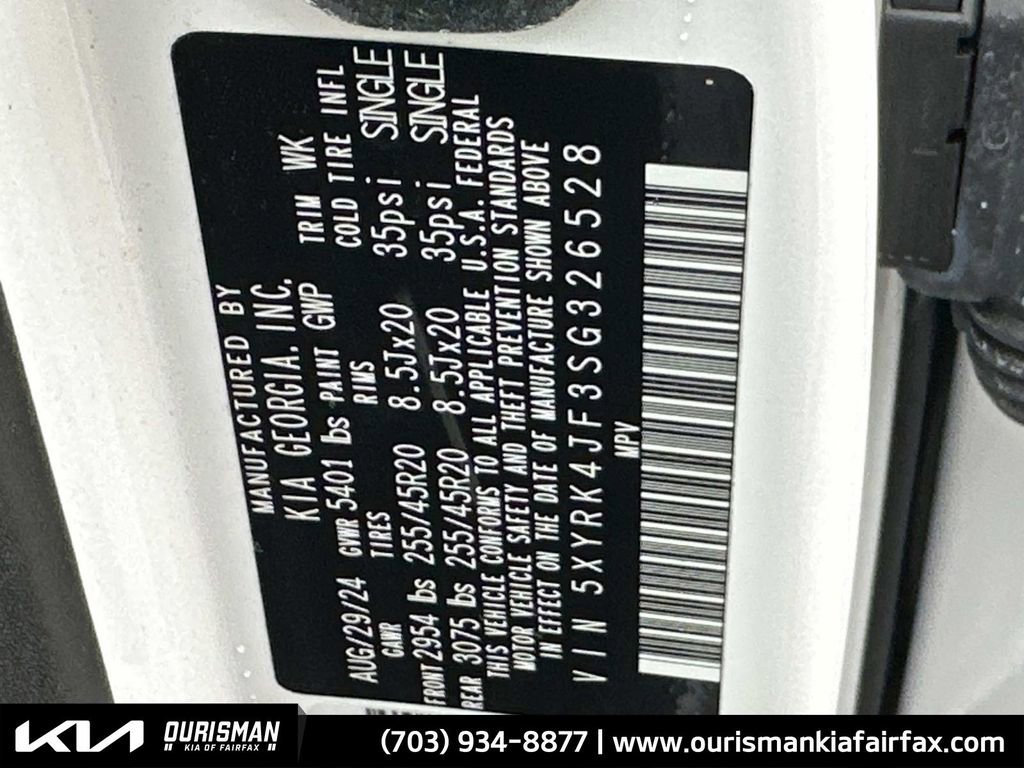 MANUFACTURED BY
KIA GEORGIA, INC.
AUG/29/24 GVWR 5401 lbs PAINT GWP TRIM WK
GAWR TIRES RIMS COLD TIRE INFL
FRONT 2954 lbs 255/45R20 8.5Jx20 35psi SINGLE
REAR 3075 lbs 255/45R20 8.5Jx20 35psi SINGLE
THIS VEHICLE CONFORMS TO ALL APPLICABLE U.S.A. FEDERAL
MOTOR VEHICLE SAFETY AND THEFT PREVENTION STANDARDS
IN EFFECT ON THE DATE OF MANUFACTURE SHOWN ABOVE
VIN 5XYRK4JF3SG326528
MPV
KIA OURISMAN
KIA OF FAIRFAX
(703) 934-8877 | www.ourismankiafairfax.com